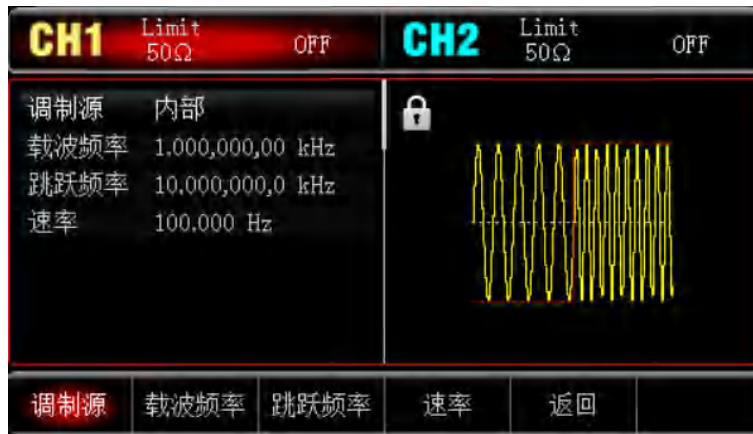 CH1 Limit 50Ω OFF CH2 Limit 50Ω OFF
调制源 内部
载波频率 1.000,000,00 kHz
跳跃频率 10.000,000,0 kHz
速率 100.000 Hz
调制源 载波频率 跳跃频率 速率 返回